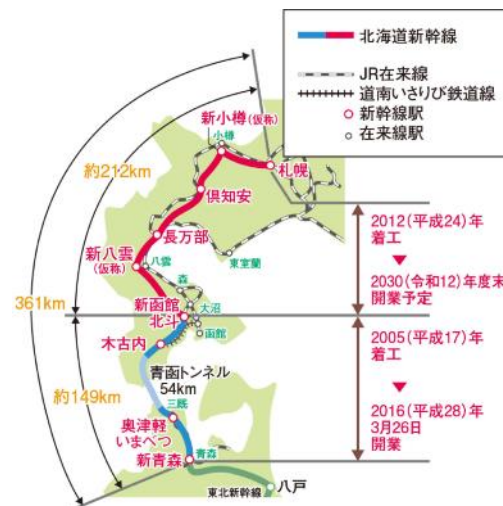 北海道新幹線
JR在来線
道南いさりび鉄道線
新幹線駅
在来線駅
新小樽(仮称)
小樽
札幌
約212km
倶知安
長万部
新八雲
(仮称)
八雲
東室蘭
森
大沼
新函館
北斗
函館
361km
木古内
約149km
青函トンネル
54km
三厩
奥津軽
いまべつ
新青森
青森
東北新幹線
八戸
2012(平成24)年
着工
2030(令和12)年度末
開業予定
2005(平成17)年
着工
2016(平成28)年
3月26日
開業